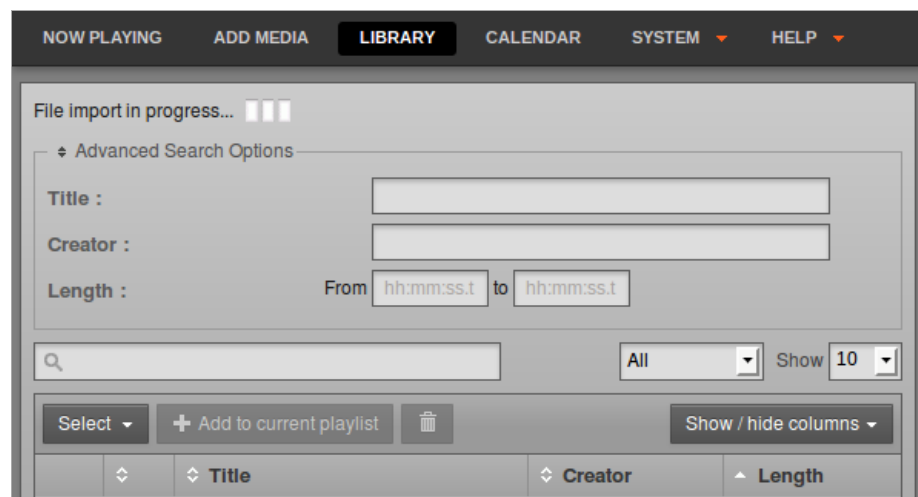 NOW PLAYING ADD MEDIA LIBRARY CALENDAR SYSTEM HELP
File import in progress...
Advanced Search Options
Title :
Creator :
Length : From hh:mm:ss.t to hh:mm:ss.t
All Show 10
Select Add to current playlist Show / hide columns
Title Creator Length